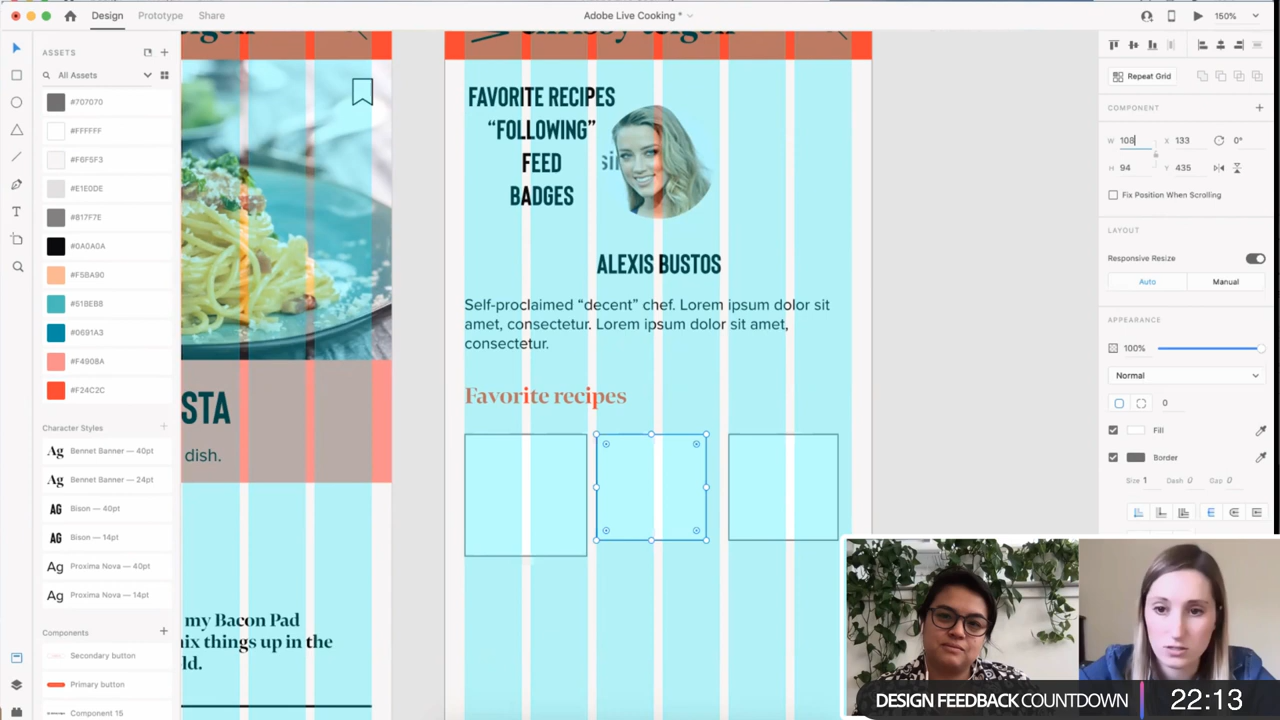 Design
Prototype
Share
Adobe Live Cooking *
150%
ASSETS
All Assets
#707070
#FFFFFF
#F6F5F3
#E1E0DE
#817F7E
#0A0A0A
#F5BA90
#51BEB8
#0691A3
#F4908A
#F24C2C
Character Styles
Ag Bennet Banner — 40pt
Ag Bennet Banner — 24pt
AG Bison — 40pt
AG Bison — 14pt
Ag Proxima Nova — 40pt
Ag Proxima Nova — 14pt
Components
Secondary button
Primary button
Component 15
STA
dish.
my Bacon Pad
mix things up in the
ld.
chrissy teigen
FAVORITE RECIPES
“FOLLOWING”
FEED
BADGES
ALEXIS BUSTOS
Self-proclaimed “decent” chef. Lorem ipsum dolor sit
amet, consectetur. Lorem ipsum dolor sit amet,
consectetur.
Favorite recipes
Repeat Grid
COMPONENT
W 108 X 133 0°
H 94 Y 435
Fix Position When Scrolling
LAYOUT
Responsive Resize
Auto Manual
APPEARANCE
100%
Normal
0
Fill
Border
Size 1 Dash 0 Gap 0
DESIGN FEEDBACK COUNTDOWN 22:13